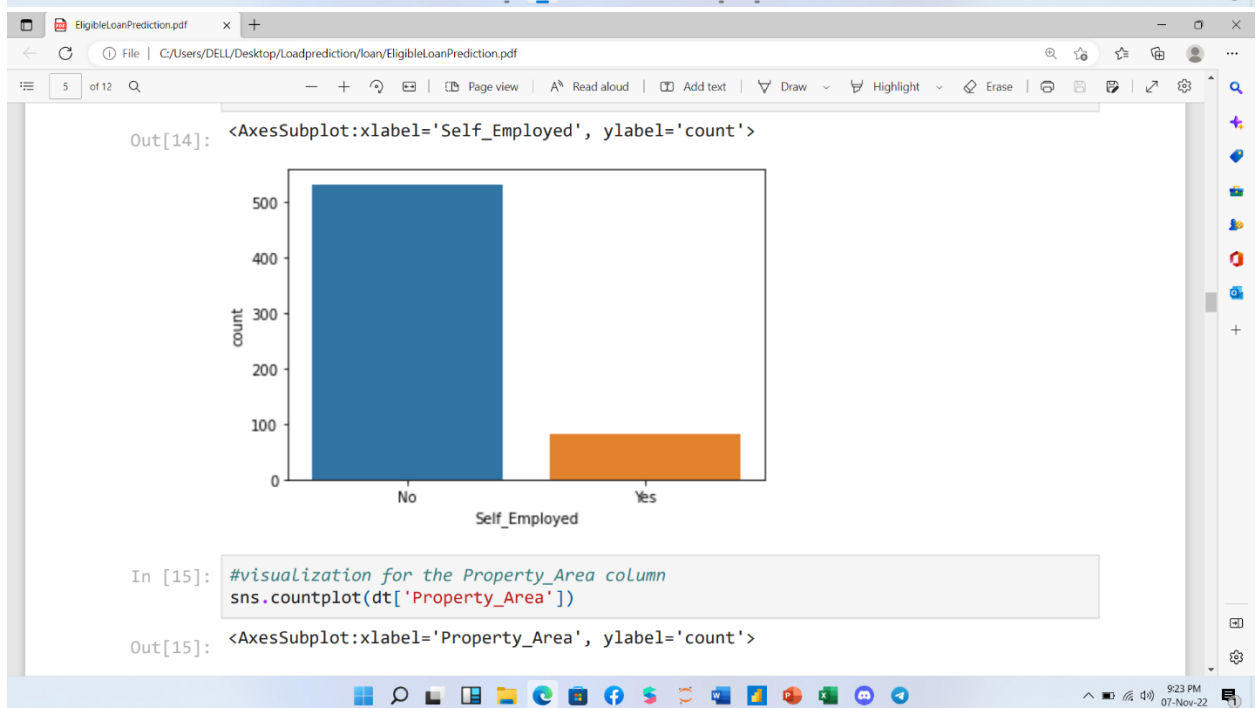 EligibleLoanPrediction.pdf
File | C:/Users/DELL/Desktop/Loadprediction/loan/EligibleLoanPrediction.pdf
5 of 12 Page view Read aloud Add text Draw Highlight Erase
Out[14]: <AxesSubplot:xlabel='Self_Employed', ylabel='count'>
500
400
300
200
100
0
count
No Yes
Self_Employed
In [15]: #visualization for the Property_Area column
sns.countplot(dt['Property_Area'])
Out[15]: <AxesSubplot:xlabel='Property_Area', ylabel='count'>
9:23 PM
07-Nov-22